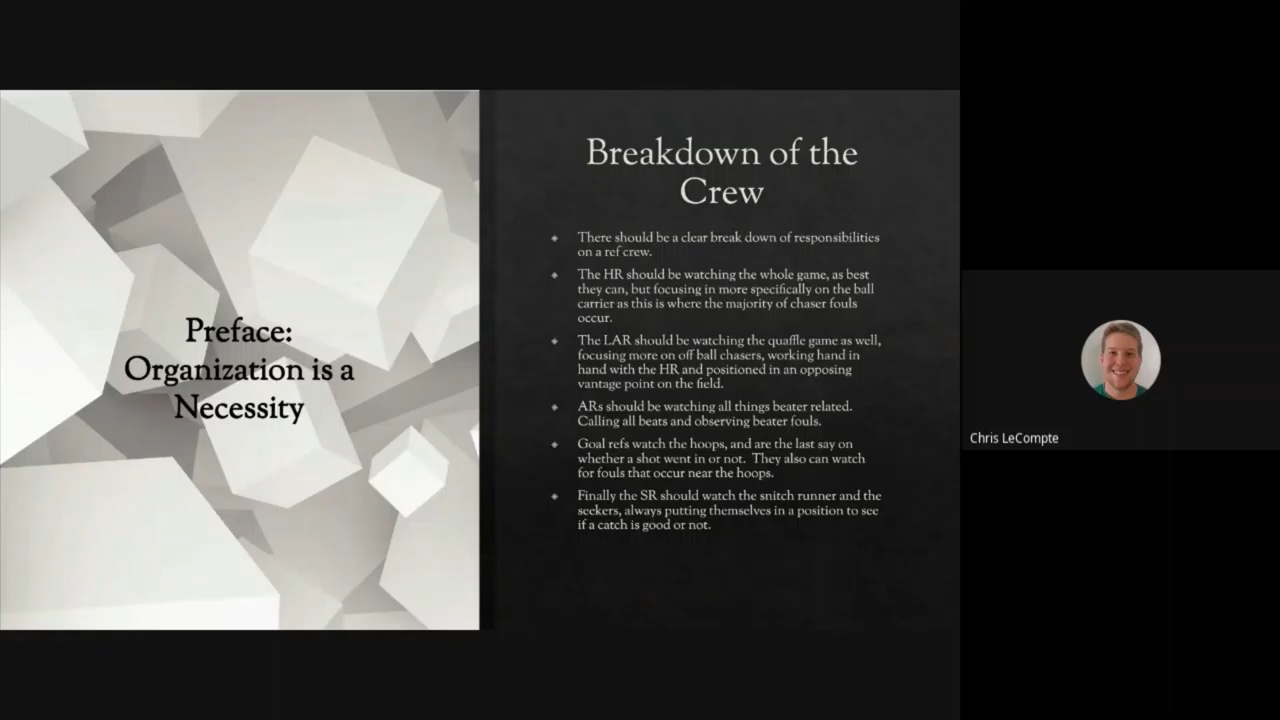 Preface:
Organization is a
Necessity
Breakdown of the
Crew
There should be a clear break down of responsibilities
on a ref crew.
The HR should be watching the whole game, as best
they can, but focusing in more specifically on the ball
carrier as this is where the majority of chaser fouls
occur.
The LAR should be watching the quaffle game as well,
focusing more on off ball chasers, working hand in
hand with the HR and positioned in an opposing
vantage point on the field.
ARs should be watching all things beater related.
Calling all beats and observing beater fouls.
Goal refs watch the hoops, and are the last say on
whether a shot went in or not. They also can watch
for fouls that occur near the hoops.
Finally the SR should watch the snitch runner and the
seekers, always putting themselves in a position to see
if a catch is good or not.
Chris LeCompte